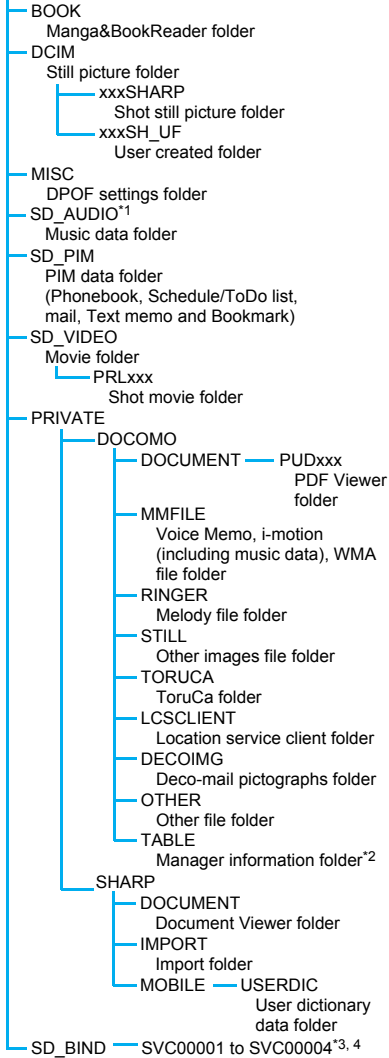 BOOK
Manga&BookReader folder
DCIM
Still picture folder
xxxSHARP
Shot still picture folder
xxxSH_UF
User created folder
MISC
DPOF settings folder
SD_AUDIO*1
Music data folder
SD_PIM
PIM data folder
(Phonebook, Schedule/ToDo list,
mail, Text memo and Bookmark)
SD_VIDEO
Movie folder
PRLxxx
Shot movie folder
PRIVATE
DOCOMO
DOCUMENT PUDxxx
PDF Viewer
folder
MMFILE
Voice Memo, i-motion
(including music data), WMA
file folder
RINGER
Melody file folder
STILL
Other images file folder
TORUCA
ToruCa folder
LCSCLIENT
Location service client folder
DECOIMG
Deco-mail pictographs folder
OTHER
Other file folder
TABLE
Manager information folder*2
SHARP
DOCUMENT
Document Viewer folder
IMPORT
Import folder
MOBILE USERDIC
User dictionary
data folder
SD_BIND SVC00001 to SVC00004*3, 4